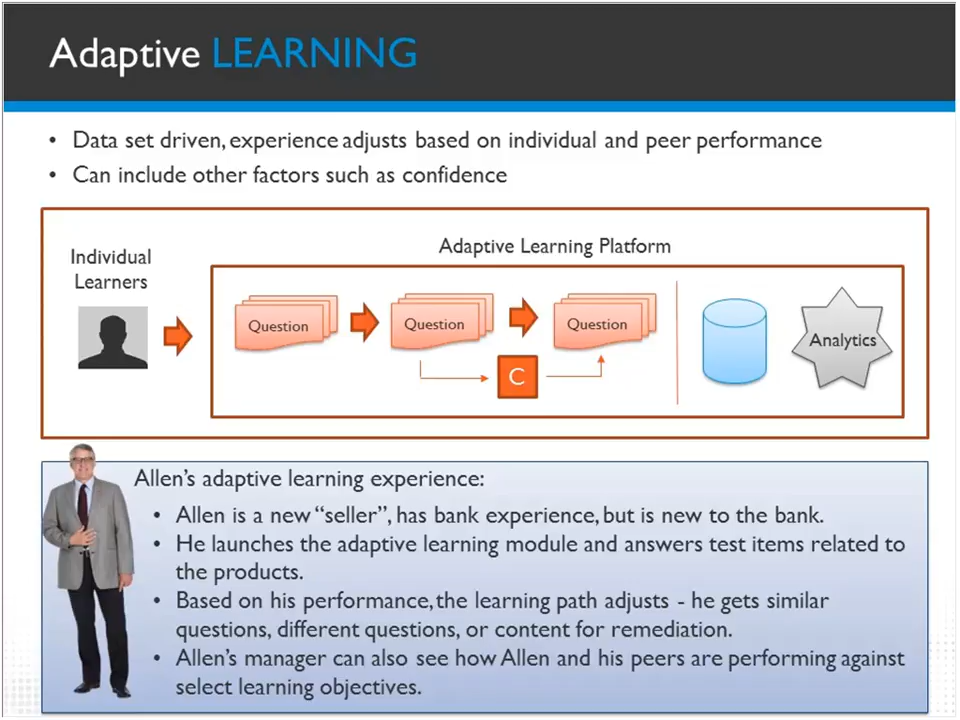 Adaptive LEARNING
• Data set driven, experience adjusts based on individual and peer performance
• Can include other factors such as confidence
Individual
Learners
Adaptive Learning Platform
Question
Question
Question
C
Analytics
Allen's adaptive learning experience:
• Allen is a new “seller”, has bank experience, but is new to the bank.
• He launches the adaptive learning module and answers test items related to
the products.
• Based on his performance, the learning path adjusts - he gets similar
questions, different questions, or content for remediation.
• Allen's manager can also see how Allen and his peers are performing against
select learning objectives.